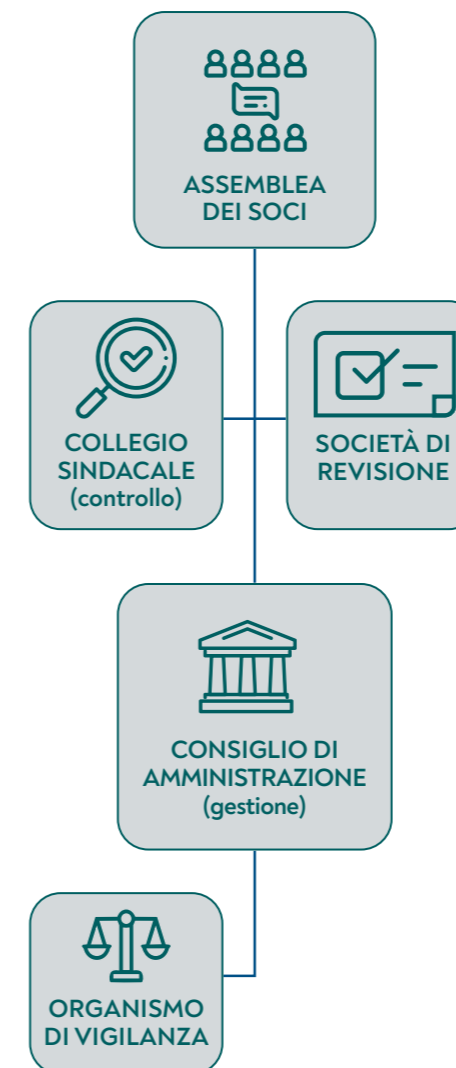 ASSEMBLEA
DEI SOCI
COLLEGIO
SINDACALE
(controllo)
SOCIETÀ DI
REVISIONE
CONSIGLIO DI
AMMINISTRAZIONE
(gestione)
ORGANISMO
DI VIGILANZA